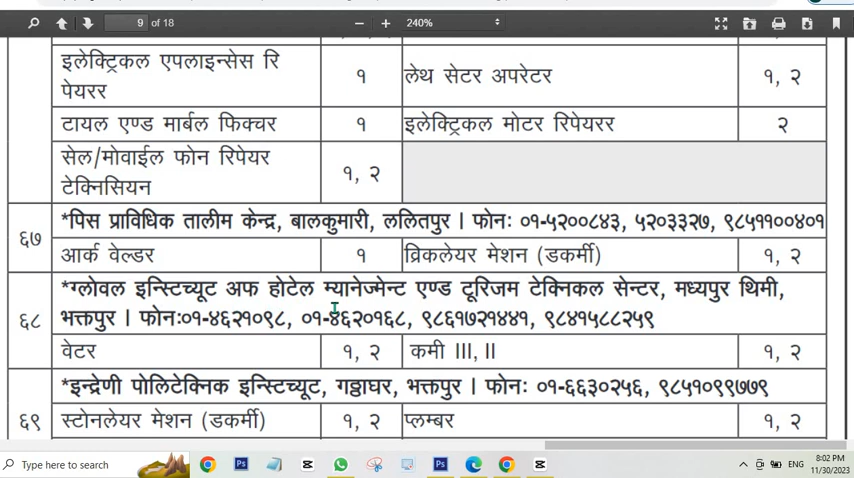 9 of 18
240%
इलेक्ट्रिकल एपलाइन्सेस रि
पेयरर
१
लेथ सेटर अपरेटर
१, २
टायल एण्ड मार्बल फिक्चर
१
इलेक्ट्रिकल मोटर रिपेयरर
२
सेल/मोवाईल फोन रिपेयर
टेक्निसियन
१, २
६७
*पिस प्राविधिक तालीम केन्द्र, बालकुमारी, ललितपुर । फोन: ०१-५२००८४३, ५२०३३२७, ९८५११००४०१
आर्क वेल्डर
१
व्रिकलेयर मेशन (डकर्मी)
१, २
६८
*ग्लोवल इन्स्टिच्यूट अफ होटेल म्यानेज्मेन्ट एण्ड टूरिजम टेक्निकल सेन्टर, मध्यपुर थिमी,
भक्तपुर । फोन:०१-४६२१०९८, ०१-४६२०१६८, ९८६१७२१४४१, ९८४१५८८२५९
वेटर
१, २
कमी III, II
१, २
६९
*इन्द्रेणी पोलिटेक्निक इन्स्टिच्यूट, गठ्ठाघर, भक्तपुर । फोन: ०१-६६३०२५६, ९८५१०९९७७९
स्टोनलेयर मेशन (डकर्मी)
१, २
प्लम्बर
१, २
Type here to search
ENG
8:02 PM
11/30/2023